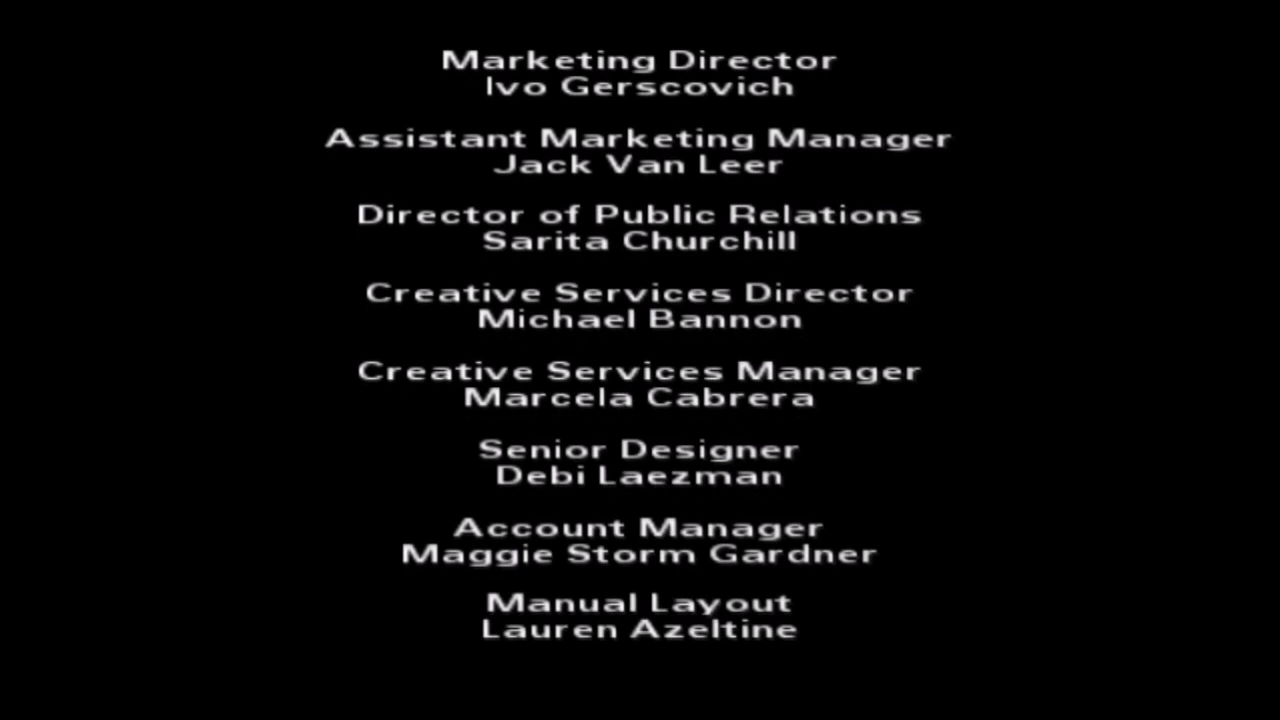 Marketing Director
Ivo Gerscovich
Assistant Marketing Manager
Jack Van Leer
Director of Public Relations
Sarita Churchill
Creative Services Director
Michael Bannon
Creative Services Manager
Marcela Cabrera
Senior Designer
Debi Laezman
Account Manager
Maggie Storm Gardner
Manual Layout
Lauren Azeltine